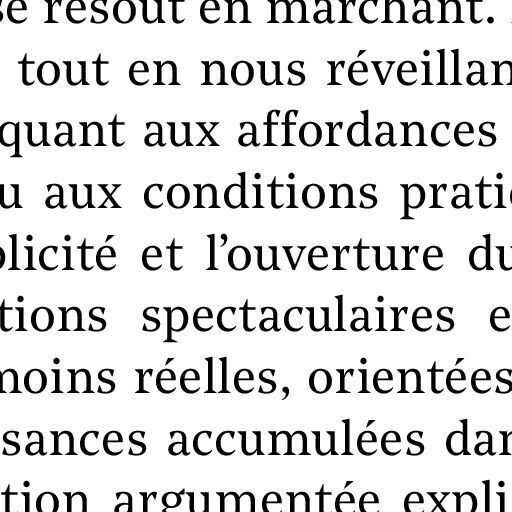 se résout en marchant.
tout en nous réveillan
quant aux affordances
u aux conditions prati
plicité et l’ouverture du
tions spectaculaires e
moins réelles, orientées
sances accumulées dan
tion argumentée expli